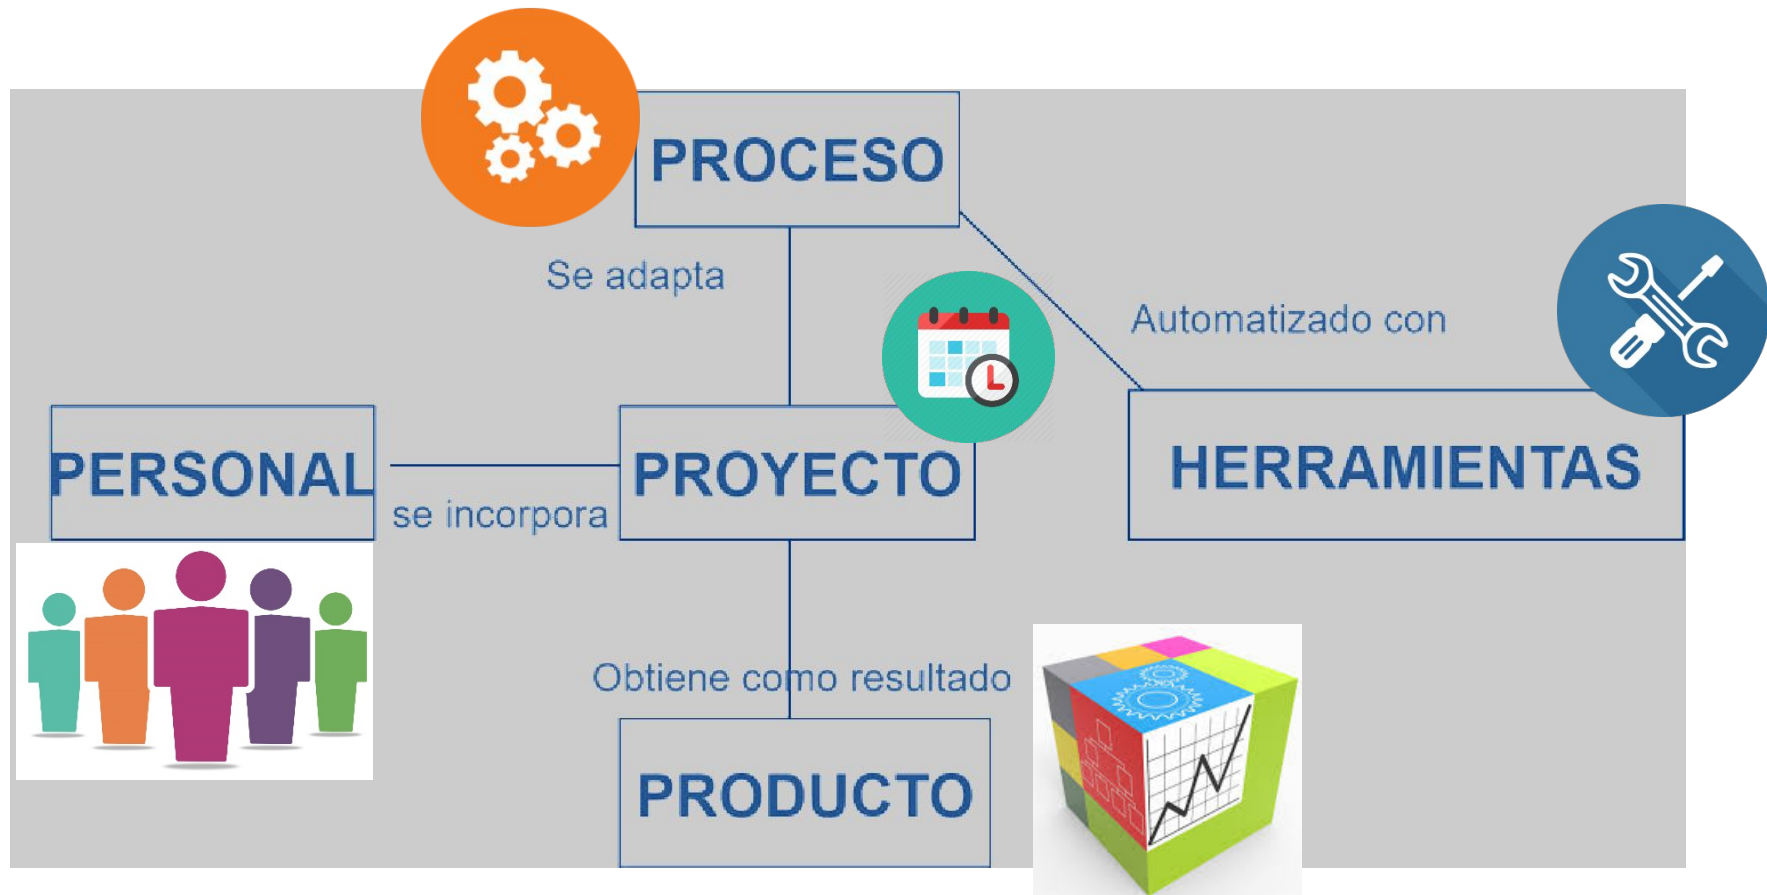 PROCESO
Se adapta
Automatizado con
PERSONAL
se incorpora
PROYECTO
HERRAMIENTAS
Obtiene como resultado
PRODUCTO